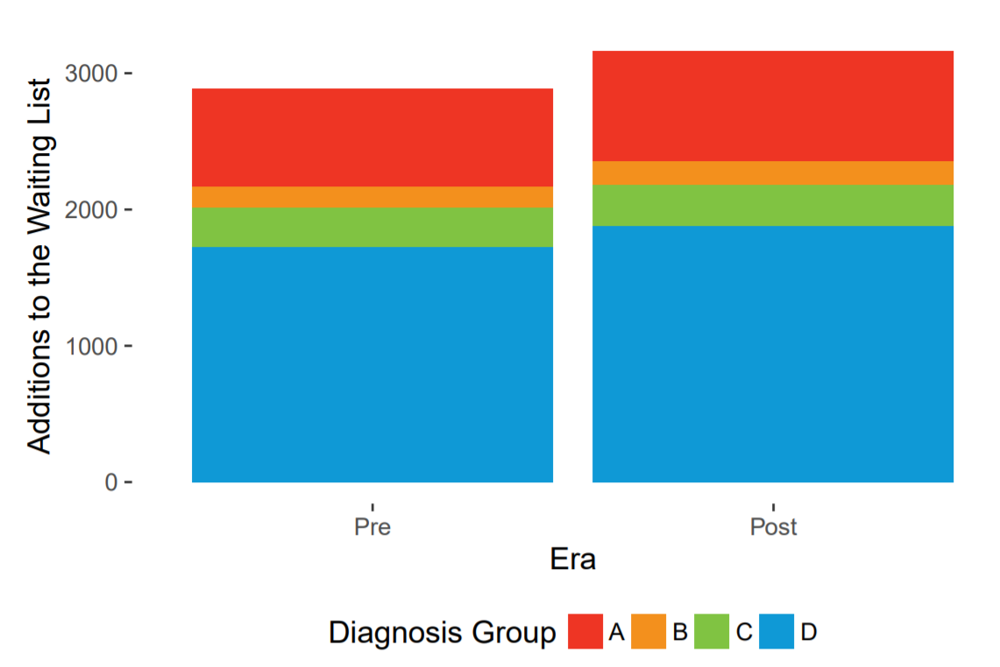 Additions to the Waiting List
3000
2000
1000
0
Pre Post
Era
Diagnosis Group A B C D